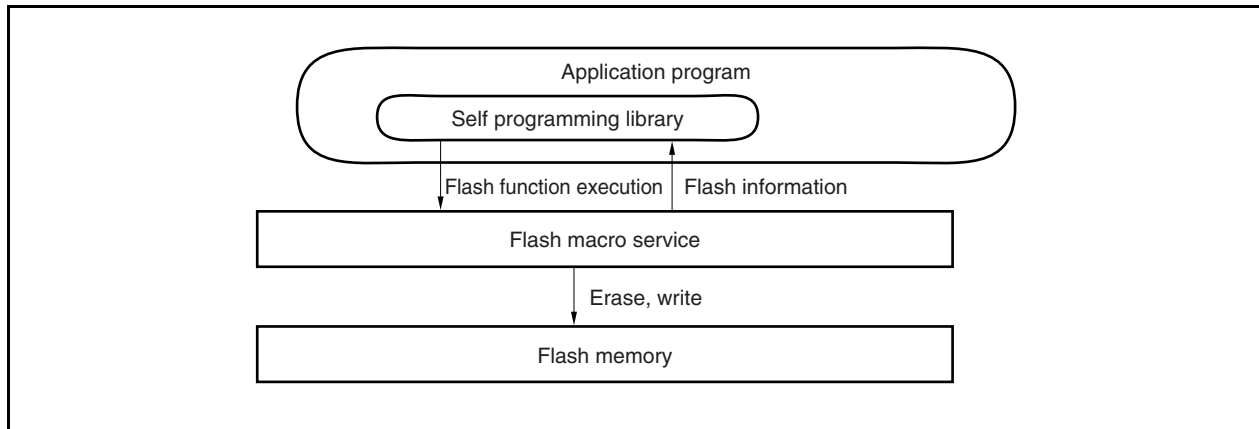 Application program
Self programming library
Flash function execution
Flash information
Flash macro service
Erase, write
Flash memory